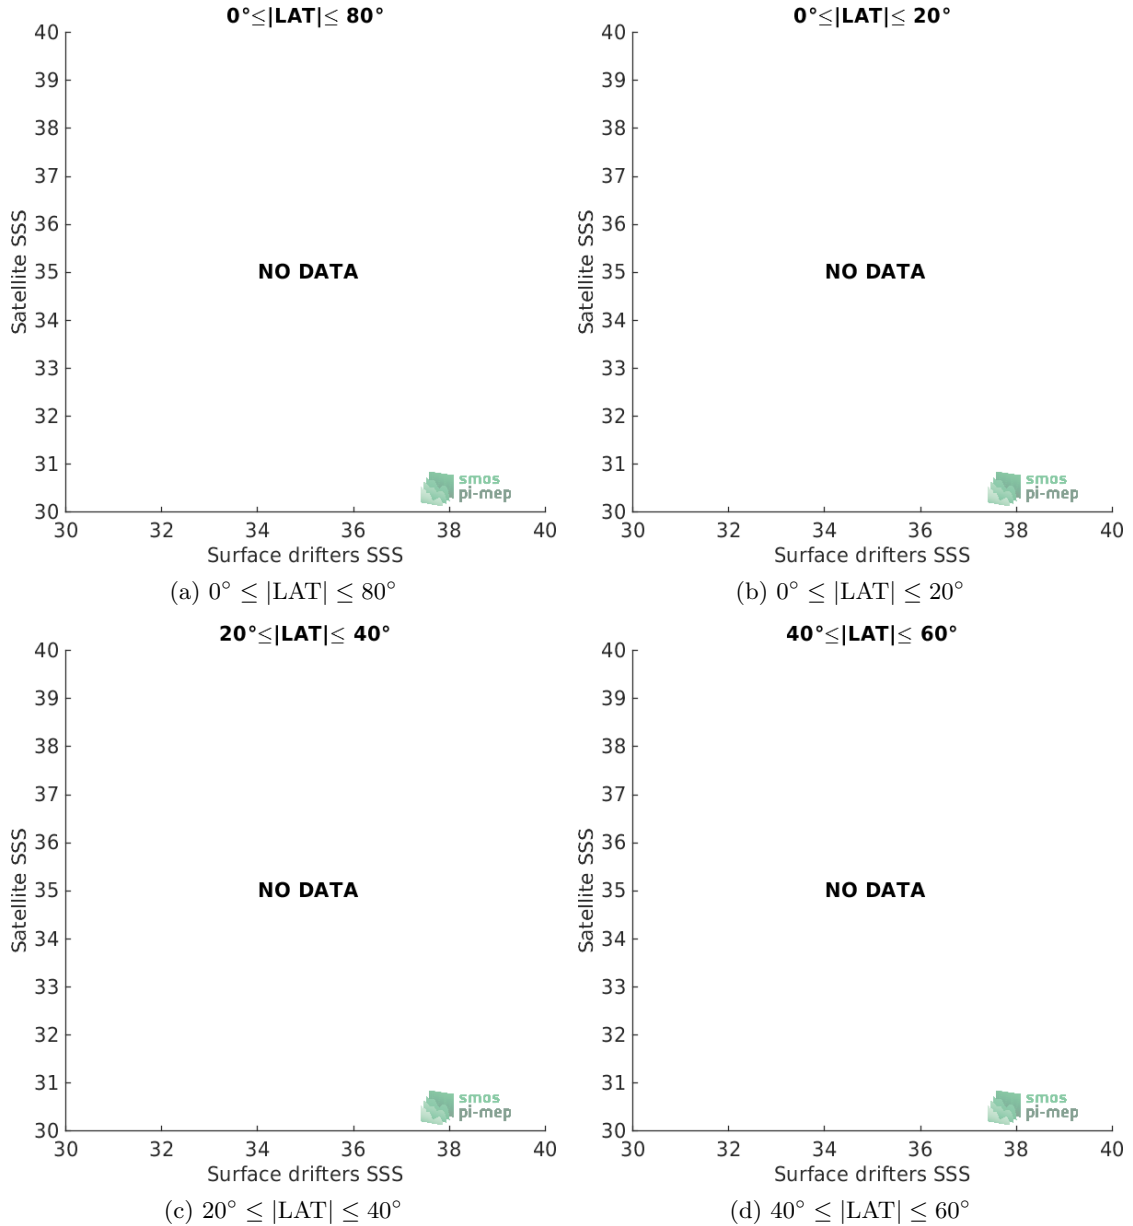 0°≤|LAT|≤ 80°
40
39
38
37
36
35
34
33
32
31
30
Satellite SSS
NO DATA
smos
pi-mep
30 32 34 36 38 40
Surface drifters SSS
(a) 0° ≤ |LAT| ≤ 80°
0°≤|LAT|≤ 20°
40
39
38
37
36
35
34
33
32
31
30
Satellite SSS
NO DATA
smos
pi-mep
30 32 34 36 38 40
Surface drifters SSS
(b) 0° ≤ |LAT| ≤ 20°
20°≤|LAT|≤ 40°
40
39
38
37
36
35
34
33
32
31
30
Satellite SSS
NO DATA
smos
pi-mep
30 32 34 36 38 40
Surface drifters SSS
(c) 20° ≤ |LAT| ≤ 40°
40°≤|LAT|≤ 60°
40
39
38
37
36
35
34
33
32
31
30
Satellite SSS
NO DATA
smos
pi-mep
30 32 34 36 38 40
Surface drifters SSS
(d) 40° ≤ |LAT| ≤ 60°